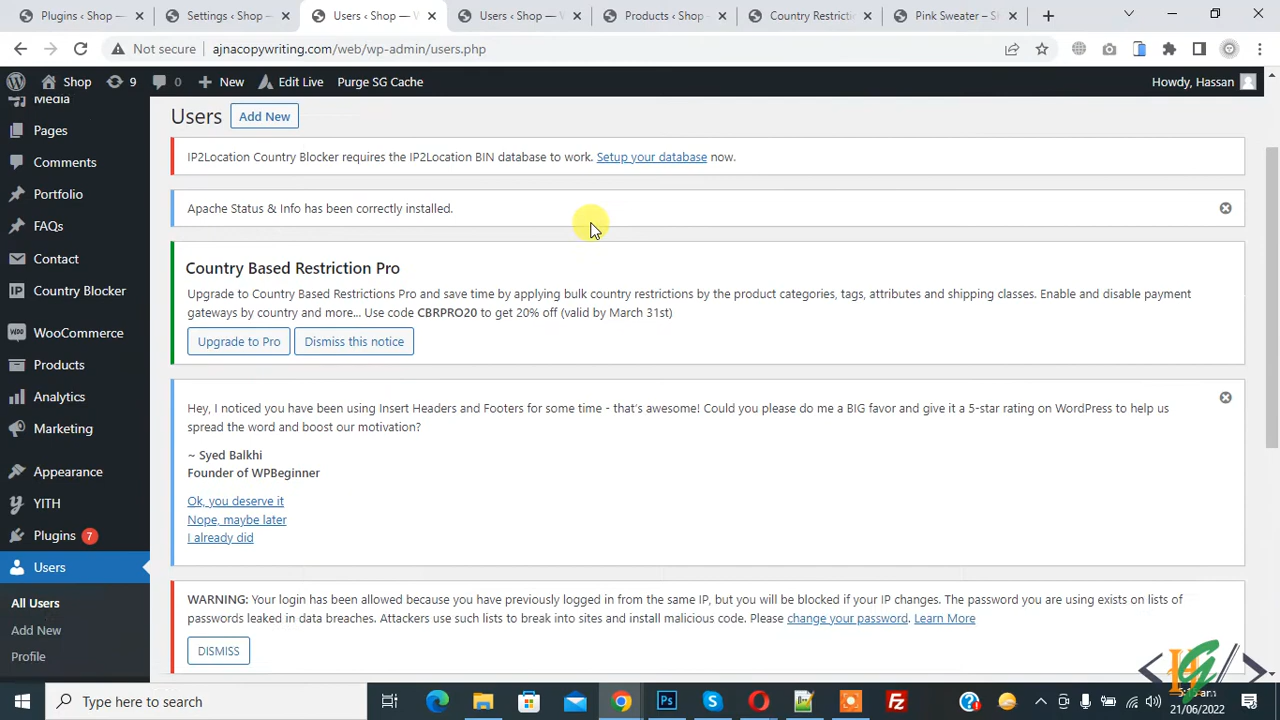 Plugins ‹ Shop —
Settings ‹ Shop —
Users ‹ Shop — W
Users ‹ Shop — W
Products ‹ Shop
Country Restricti
Pink Sweater – S
Not secure
ajnacopywriting.com/web/wp-admin/users.php
Shop
9
0
New
Edit Live
Purge SG Cache
Howdy, Hassan
Media
Pages
Comments
Portfolio
FAQs
Contact
IP Country Blocker
WooCommerce
Products
Analytics
Marketing
Appearance
YITH
Plugins 7
Users
All Users
Add New
Profile
Users
Add New
IP2Location Country Blocker requires the IP2Location BIN database to work. Setup your database now.
Apache Status & Info has been correctly installed.
Country Based Restriction Pro
Upgrade to Country Based Restrictions Pro and save time by applying bulk country restrictions by the product categories, tags, attributes and shipping classes. Enable and disable payment
gateways by country and more... Use code CBRPRO20 to get 20% off (valid by March 31st)
Upgrade to Pro
Dismiss this notice
Hey, I noticed you have been using Insert Headers and Footers for some time - that's awesome! Could you please do me a BIG favor and give it a 5-star rating on WordPress to help us
spread the word and boost our motivation?
~ Syed Balkhi
Founder of WPBeginner
Ok, you deserve it
Nope, maybe later
I already did
WARNING: Your login has been allowed because you have previously logged in from the same IP, but you will be blocked if your IP changes. The password you are using exists on lists of
passwords leaked in data breaches. Attackers use such lists to break into sites and install malicious code. Please change your password. Learn More
DISMISS
Type here to search
21/06/2022